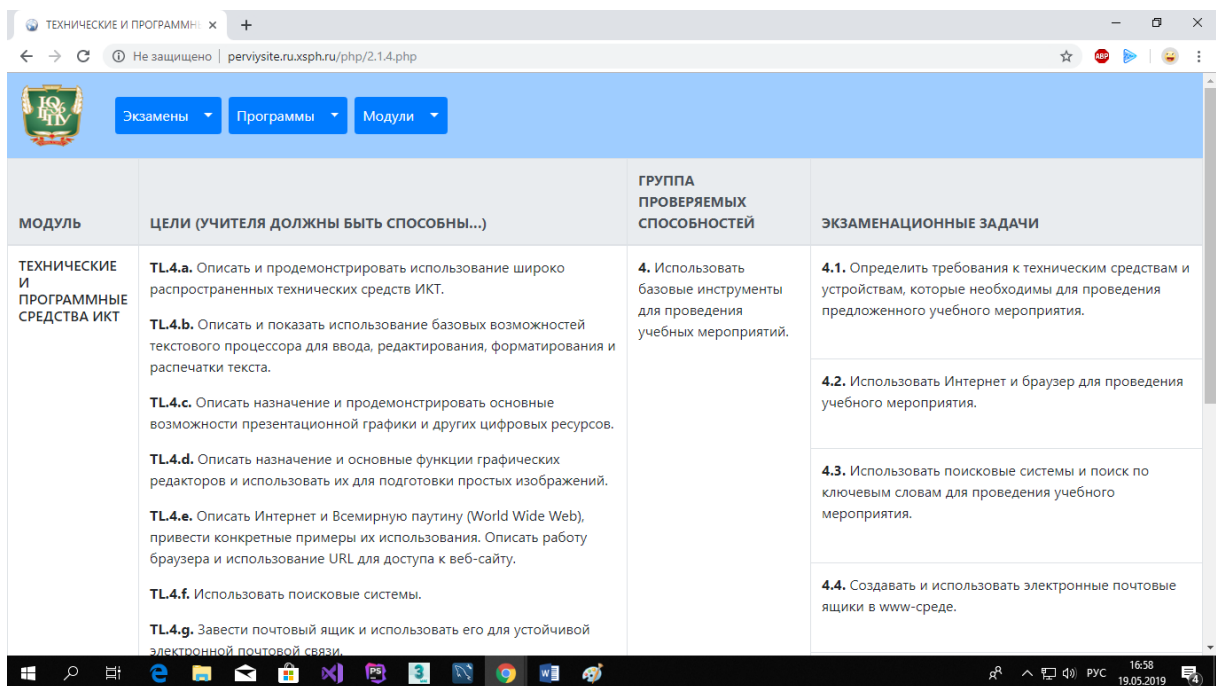 ТЕХНИЧЕСКИЕ И ПРОГРАММНЕ
Не защищено | perviysite.ru.xsph.ru/php/2.1.4.php
ABP
Экзамены
Программы
Модули
МОДУЛЬ
ЦЕЛИ (УЧИТЕЛЯ ДОЛЖНЫ БЫТЬ СПОСОБНЫ...)
ГРУППА
ПРОВЕРЯЕМЫХ
СПОСОБНОСТЕЙ
ЭКЗАМЕНАЦИОННЫЕ ЗАДАЧИ
ТЕХНИЧЕСКИЕ
И
ПРОГРАММНЫЕ
СРЕДСТВА ИКТ
TL.4.a. Описать и продемонстрировать использование широко
распространенных технических средств ИКТ.
TL.4.b. Описать и показать использование базовых возможностей
текстового процессора для ввода, редактирования, форматирования и
распечатки текста.
TL.4.c. Описать назначение и продемонстрировать основные
возможности презентационной графики и других цифровых ресурсов.
TL.4.d. Описать назначение и основные функции графических
редакторов и использовать их для подготовки простых изображений.
TL.4.e. Описать Интернет и Всемирную паутину (World Wide Web),
привести конкретные примеры их использования. Описать работу
браузера и использование URL для доступа к веб-сайту.
TL.4.f. Использовать поисковые системы.
TL.4.g. Завести почтовый ящик и использовать его для устойчивой
электронной почтовой связи.
4. Использовать
базовые инструменты
для проведения
учебных мероприятий.
4.1. Определить требования к техническим средствам и
устройствам, которые необходимы для проведения
предложенного учебного мероприятия.
4.2. Использовать Интернет и браузер для проведения
учебного мероприятия.
4.3. Использовать поисковые системы и поиск по
ключевым словам для проведения учебного
мероприятия.
4.4. Создавать и использовать электронные почтовые
ящики в www-среде.
РУС
16:58
19.05.2019
4